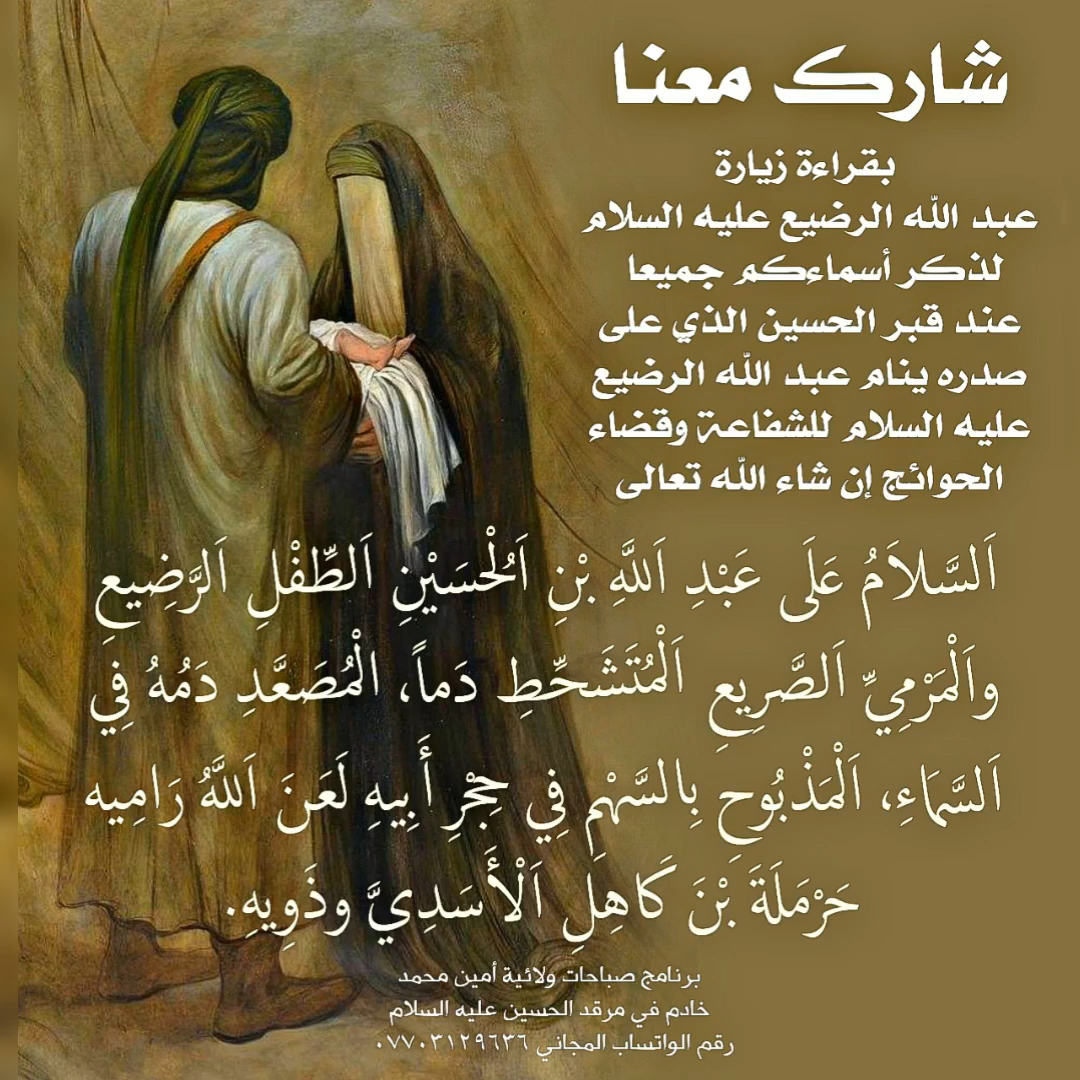 شارك معنا
بقراءة زيارة
عبد الله الرضيع عليه السلام
لذكر أسماءكم جميعا
عند قبر الحسين الذي على
صدره ينام عبد الله الرضيع
عليه السلام للشفاعة وقضاء
الحوائج إن شاء الله تعالى
اَلسَّلاَمُ عَلَى عَبْدِ اَللَّهِ بْنِ اَلْحُسَيْنِ اَلطِّفْلِ اَلرَّضِيعِ
واَلْمَرْمِيِّ اَلصَّرِيعِ اَلْمُتَشَحِّطِ دَماً، الْمُصَعَّدِ دَمُهُ فِي
اَلسَّمَاءِ، اَلْمَذْبُوحِ بِالسَّهْمِ فِي حِجْرِ أَبِيهِ لَعَنَ اَللَّهُ رَامِيه
حَرْمَلَةَ بْنَ كَاهِلِ اَلْأَسَدِيَّ وذَوِيهِ.
برنامج صباحات ولائية أمين محمد
خادم في مرقد الحسين عليه السلام
رقم الواتساب المجاني ٠٧٧٠٣١٢٩٦٣٦